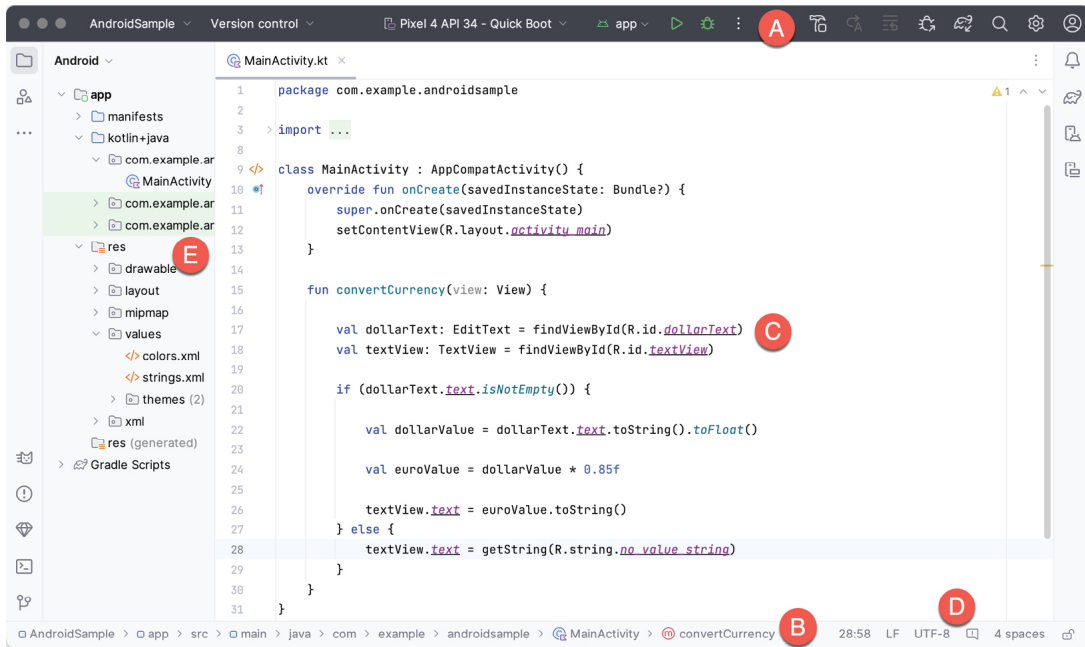 AndroidSample Version control Pixel 4 API 34 - Quick Boot app A
Android
app
manifests
kotlin+java
com.example.ar
MainActivity
com.example.ar
com.example.ar
res
E
drawable
layout
mipmap
values
colors.xml
strings.xml
themes (2)
xml
res (generated)
Gradle Scripts
MainActivity.kt
1
1 package com.example.androidsample
2
3 import ...
8
9 class MainActivity : AppCompatActivity() {
10 override fun onCreate(savedInstanceState: Bundle?) {
11 super.onCreate(savedInstanceState)
12 setContentView(R.layout.activity_main)
13 }
14
15 fun convertCurrency(view: View) {
16
17 val dollarText: EditText = findViewById(R.id.dollarText)
C
18 val textView: TextView = findViewById(R.id.textView)
19
20 if (dollarText.text.isNotEmpty()) {
21
22 val dollarValue = dollarText.text.toString().toFloat()
23
24 val euroValue = dollarValue * 0.85f
25
26 textView.text = euroValue.toString()
27 } else {
28 textView.text = getString(R.string.no_value_string)
29 }
30 }
31 }
D
AndroidSample > app > src > main > java > com > example > androidsample > MainActivity > convertCurrency B 28:58 LF UTF-8 4 spaces